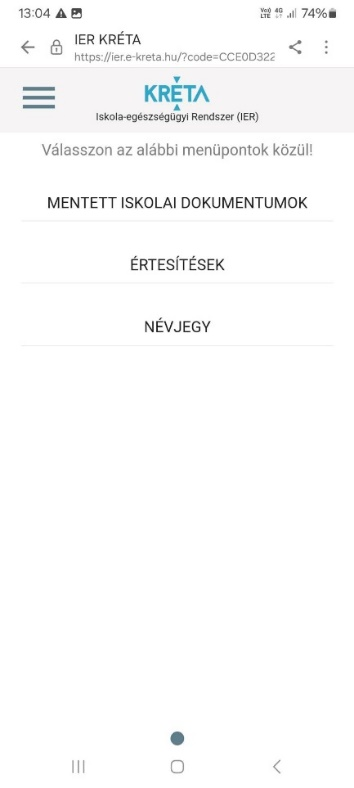 13:04 74%
IER KRÉTA
https://ier.e-kreta.hu/?code=CCE0D322
KRÉTA
Iskola-egészségügyi Rendszer (IER)
Válasszon az alábbi menüpontok közül!
MENTETT ISKOLAI DOKUMENTUMOK
ÉRTESÍTÉSEK
NÉVJEGY